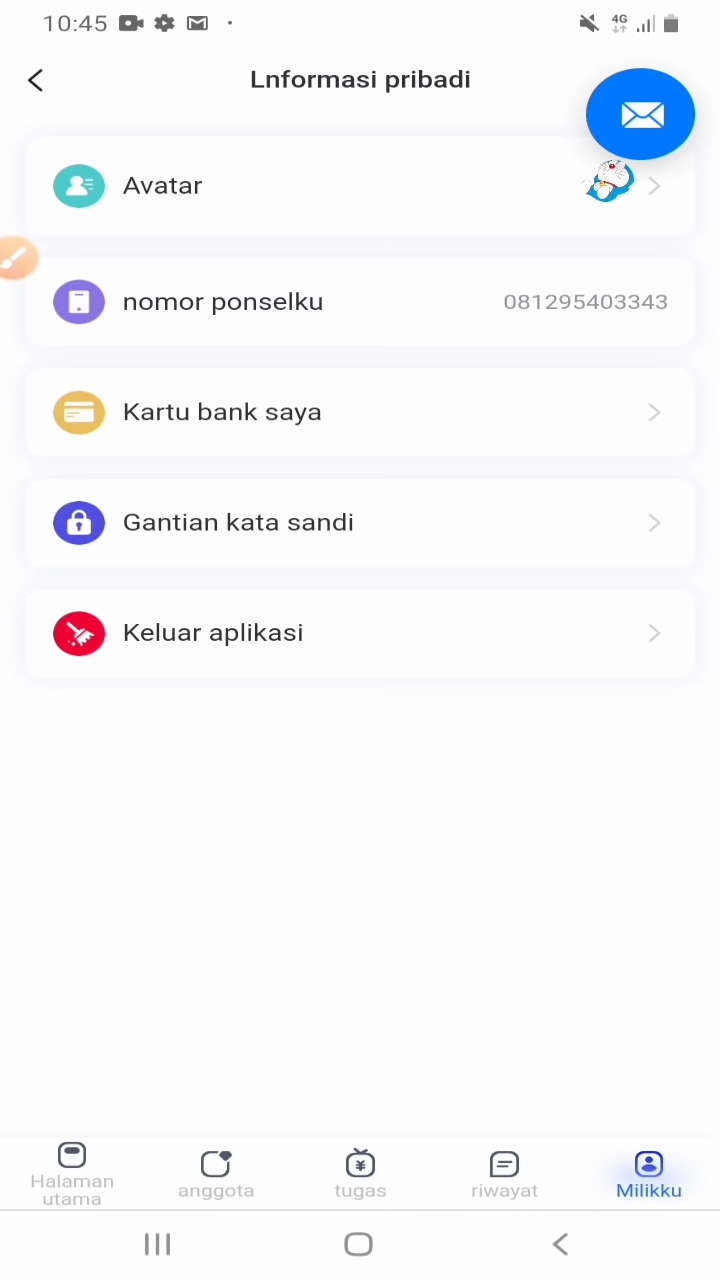 10:45
4G
Lnformasi pribadi
Avatar
nomor ponselku 081295403343
Kartu bank saya
Gantian kata sandi
Keluar aplikasi
Halaman utama
anggota
tugas
riwayat
Milikku